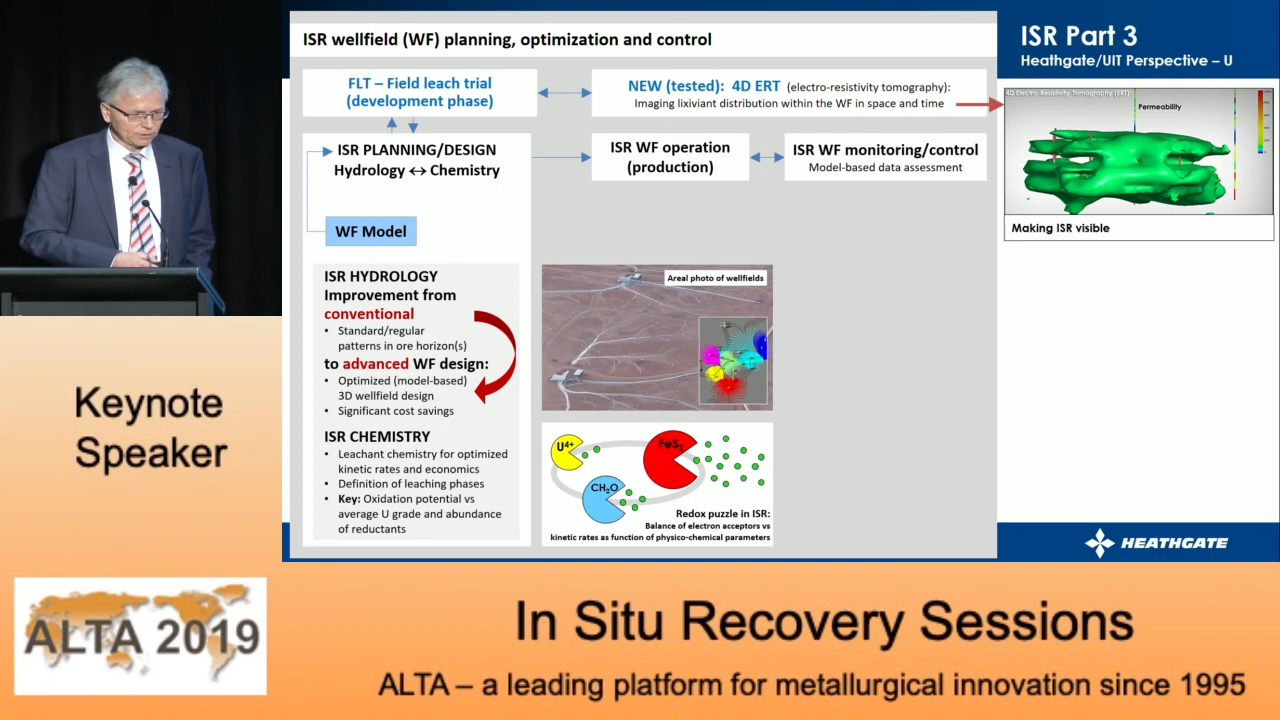 ISR wellfield (WF) planning, optimization and control
ISR Part 3
Heathgate/UIT Perspective – U
FLT – Field leach trial
(development phase)
NEW (tested): 4D ERT (electro-resistivity tomography):
Imaging lixiviant distribution within the WF in space and time
4D Electro-Resistivity Tomography (ERT)
Permeability
Making ISR visible
ISR PLANNING/DESIGN
Hydrology ↔ Chemistry
ISR WF operation
(production)
ISR WF monitoring/control
Model-based data assessment
WF Model
ISR HYDROLOGY
Improvement from
conventional
• Standard/regular
patterns in ore horizon(s)
to advanced WF design:
• Optimized (model-based)
3D wellfield design
• Significant cost savings
ISR CHEMISTRY
• Leachant chemistry for optimized
kinetic rates and economics
• Definition of leaching phases
• Key: Oxidation potential vs
average U grade and abundance
of reductants
Areal photo of wellfields
U4+
FeS2
CH2O
Redox puzzle in ISR:
Balance of electron acceptors vs
kinetic rates as function of physico-chemical parameters
HEATHGATE
Keynote
Speaker
ALTA 2019
In Situ Recovery Sessions
ALTA – a leading platform for metallurgical innovation since 1995